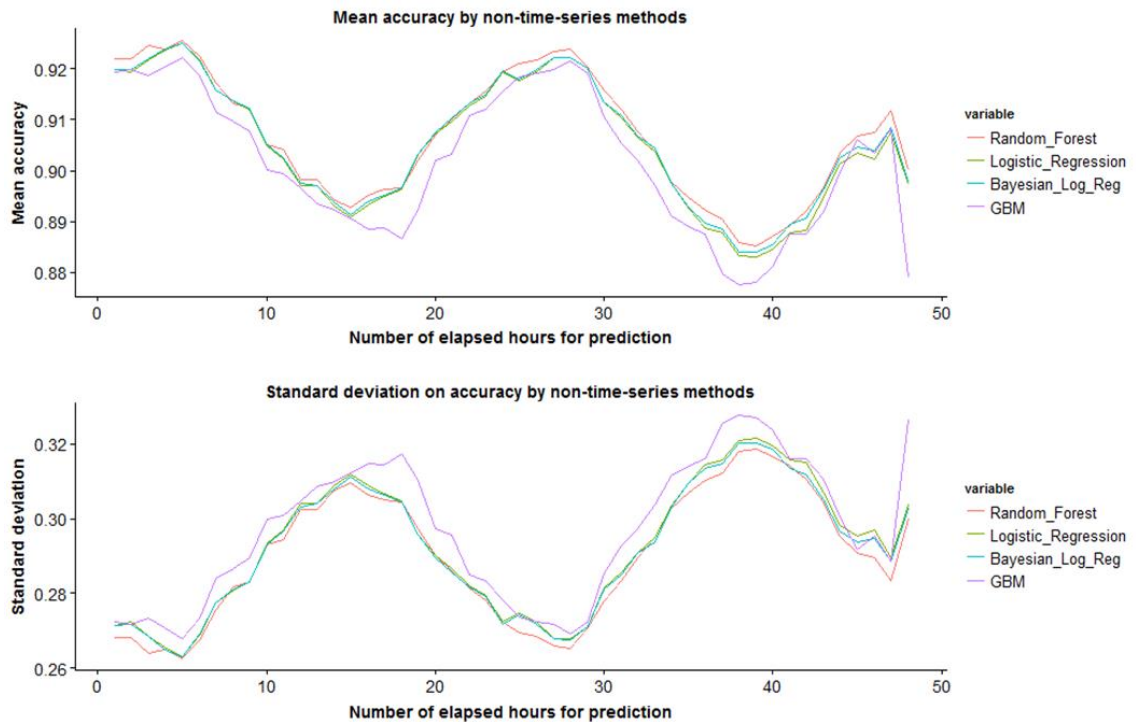 Mean accuracy by non-time-series methods
0.92
0.91
0.90
0.89
0.88
Mean accuracy
0 10 20 30 40 50
Number of elapsed hours for prediction
variable
Random_Forest
Logistic_Regression
Bayesian_Log_Reg
GBM
Standard deviation on accuracy by non-time-series methods
0.32
0.30
0.28
0.26
Standard deviation
0 10 20 30 40 50
Number of elapsed hours for prediction
variable
Random_Forest
Logistic_Regression
Bayesian_Log_Reg
GBM